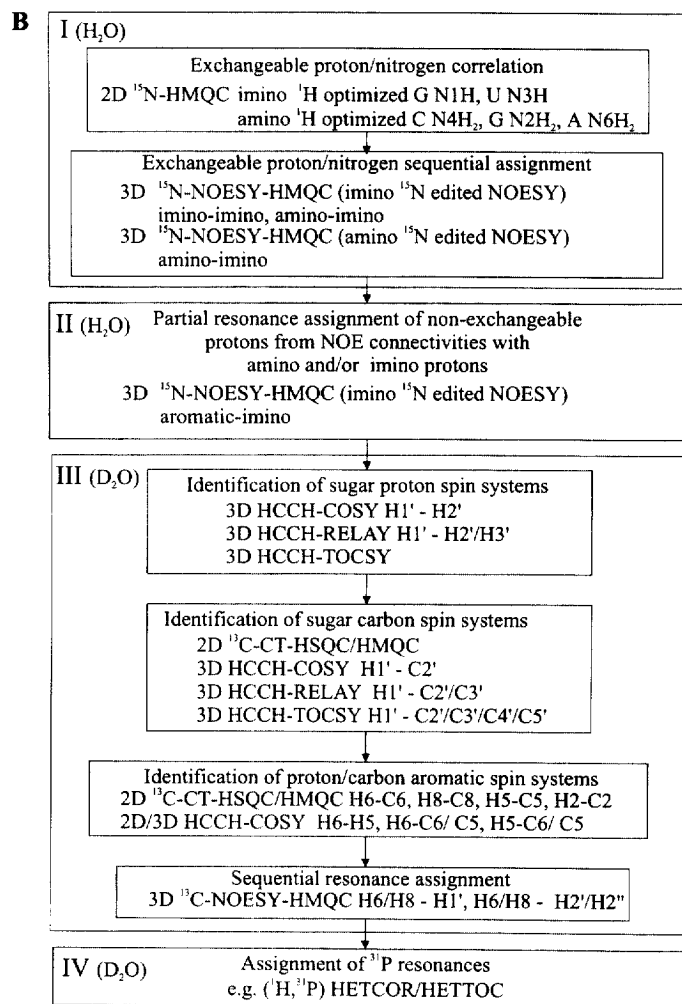 B
I (H₂O)
Exchangeable proton/nitrogen correlation
2D ¹⁵N-HMQC imino ¹H optimized G N1H, U N3H
amino ¹H optimized C N4H₂, G N2H₂, A N6H₂
Exchangeable proton/nitrogen sequential assignment
3D ¹⁵N-NOESY-HMQC (imino ¹⁵N edited NOESY)
imino-imino, amino-imino
3D ¹⁵N-NOESY-HMQC (amino ¹⁵N edited NOESY)
amino-imino
II (H₂O)
Partial resonance assignment of non-exchangeable
protons from NOE connectivities with
amino and/or imino protons
3D ¹⁵N-NOESY-HMQC (imino ¹⁵N edited NOESY)
aromatic-imino
III (D₂O)
Identification of sugar proton spin systems
3D HCCH-COSY H1' - H2'
3D HCCH-RELAY H1' - H2'/H3'
3D HCCH-TOCSY
Identification of sugar carbon spin systems
2D ¹³C-CT-HSQC/HMQC
3D HCCH-COSY H1' - C2'
3D HCCH-RELAY H1' - C2'/C3'
3D HCCH-TOCSY H1' - C2'/C3'/C4'/C5'
Identification of proton/carbon aromatic spin systems
2D ¹³C-CT-HSQC/HMQC H6-C6, H8-C8, H5-C5, H2-C2
2D/3D HCCH-COSY H6-H5, H6-C6/ C5, H5-C6/ C5
Sequential resonance assignment
3D ¹³C-NOESY-HMQC H6/H8 - H1', H6/H8 - H2'/H2"
IV (D₂O)
Assignment of ³¹P resonances
e.g. (¹H,³¹P) HETCOR/HETTOC